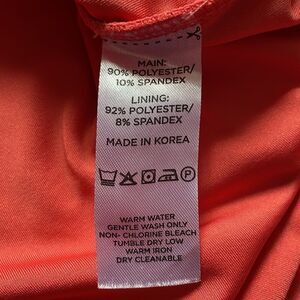 MAIN:
90% POLYESTER/
10% SPANDEX
LINING:
92% POLYESTER/
8% SPANDEX
MADE IN KOREA
WARM WATER
GENTLE WASH ONLY
NON- CHLORINE BLEACH
TUMBLE DRY LOW
WARM IRON
DRY CLEANABLE